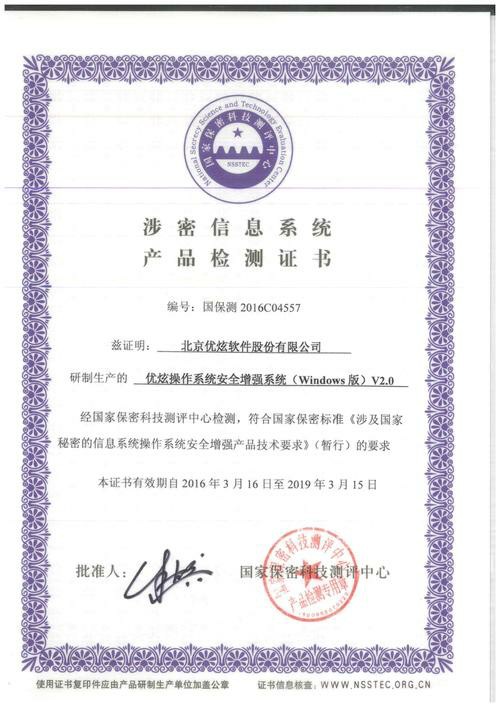 National Secrecy Science and Technology Evaluation Center
国家保密科技测评中心
NSSTEC
涉密信息系统
产品检测证书
编号：国保测 2016C04557
兹证明： 北京优炫软件股份有限公司
研制生产的 优炫操作系统安全增强系统（Windows 版）V2.0
经国家保密科技测评中心检测，符合国家保密标准《涉及国家
秘密的信息系统操作系统安全增强产品技术要求》（暂行）的要求
本证书有效期自 2016 年 3 月 16 日至 2019 年 3 月 15 日
批准人：
国家保密科技测评中心
国家保密科技测评中心
产品检测专用章
使用证书复印件应由产品研制生产单位加盖公章 证书信息核查：WWW.NSSTEC.ORG.CN